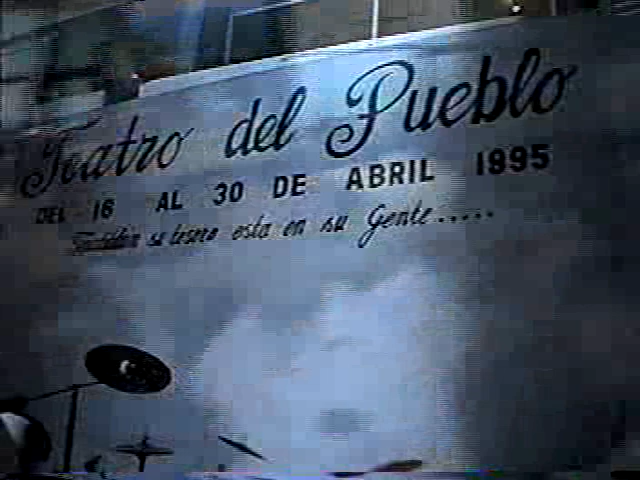 Teatro del Pueblo
DEL 16 AL 30 DE ABRIL 1995
su tesoro esta en su Gente.....